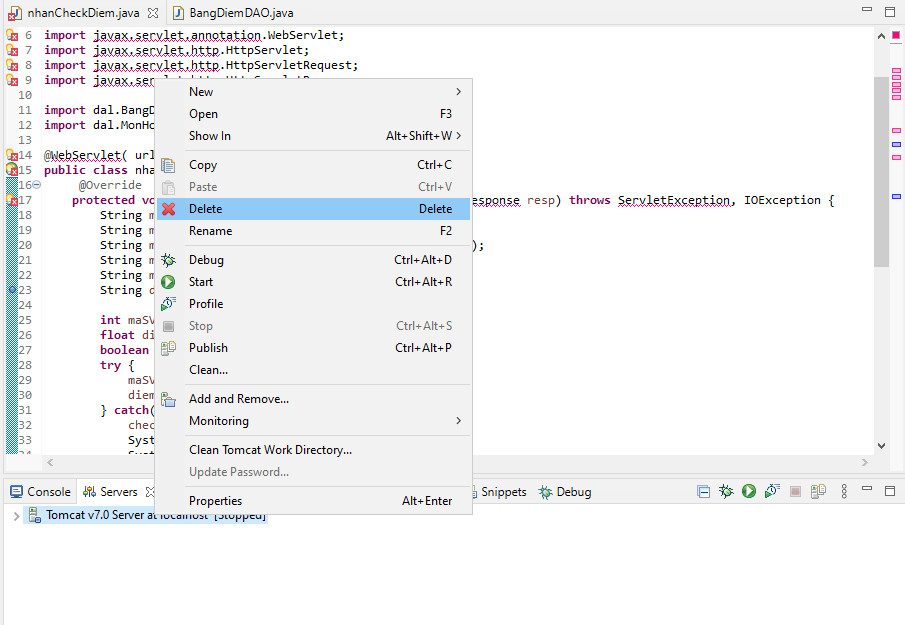 nhanCheckDiem.java BangDiemDAO.java
6 import javax.servlet.annotation.WebServlet;
7 import javax.servlet.http.HttpServlet;
8 import javax.servlet.http.HttpServletRequest;
9 import javax.ser
10
11 import dal.BangD
12 import dal.MonHo
13
14 @WebServlet( url
15 public class nha
16 @Override
17 protected vo esponse resp) throws ServletException, IOException {
18 String m
19 String m
20 String m );
21 String m
22 String m
23 String d
24
25 int maSV
26 float di
27 boolean
28 try {
29 maSV
30 diem
31 } catch(
32 chec
33 Syst
New
Open F3
Show In Alt+Shift+W
Copy Ctrl+C
Paste Ctrl+V
Delete Delete
Rename F2
Debug Ctrl+Alt+D
Start Ctrl+Alt+R
Profile
Stop Ctrl+Alt+S
Publish Ctrl+Alt+P
Clean...
Add and Remove...
Monitoring
Clean Tomcat Work Directory...
Update Password...
Properties Alt+Enter
Console Servers Snippets Debug
Tomcat v7.0 Server at localhost [Stopped]